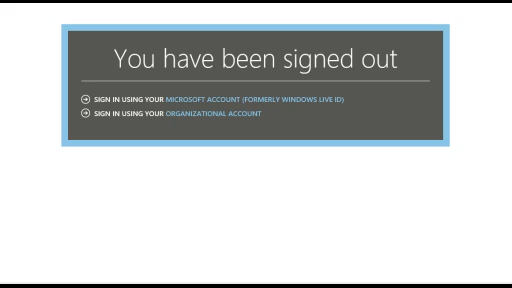 You have been signed out
SIGN IN USING YOUR MICROSOFT ACCOUNT (FORMERLY WINDOWS LIVE ID)
SIGN IN USING YOUR ORGANIZATIONAL ACCOUNT